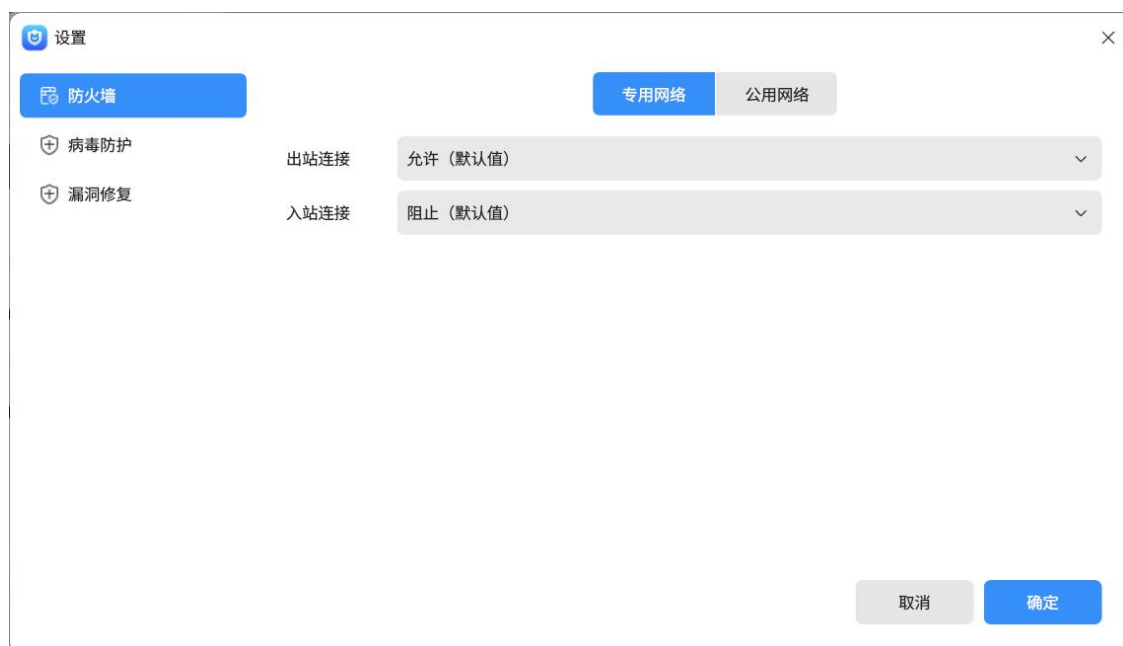 设置
防火墙
专用网络 公用网络
病毒防护
出站连接 允许（默认值）
漏洞修复
入站连接 阻止（默认值）
取消 确定